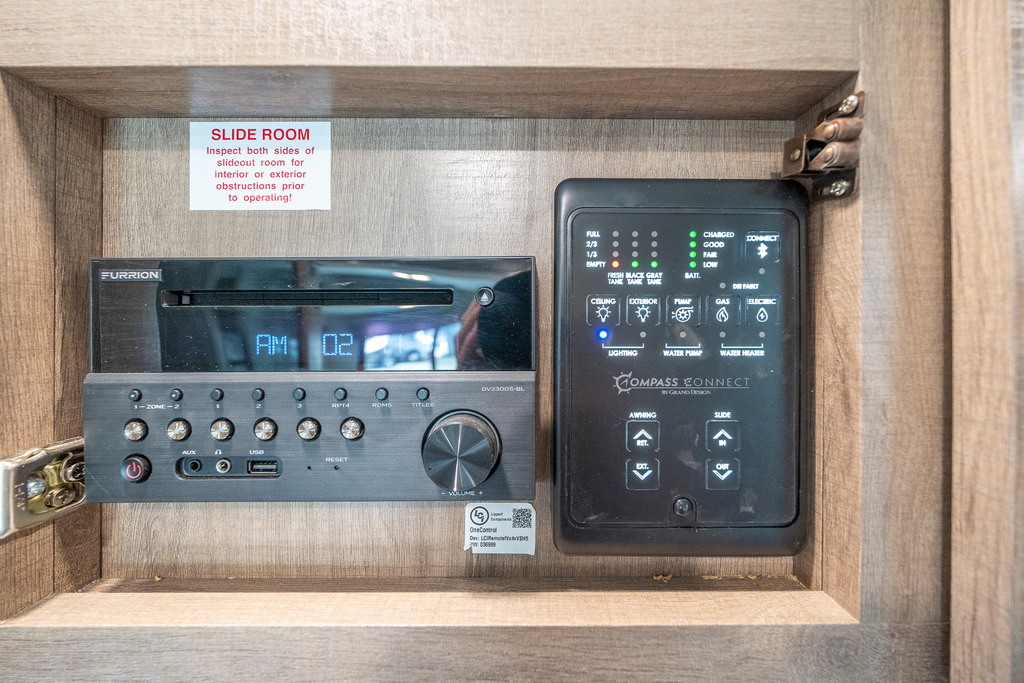 SLIDE ROOM
Inspect both sides of
slideout room for
interior or exterior
obstructions prior
to operating!
FURRION
AM 02
DV3300S-BL
1 - ZONE - 2 1 2 3 RPT4 RDM5 TITLE6
AUX USB
RESET
- VOLUME +
LCI Lippert
Components
OneControl
FULL
2/3
1/3
EMPTY
FRESH TANK
BLACK TANK
GRAY TANK
CHARGED
GOOD
FAIR
LOW
BATT.
CONNECT
DSI FAULT
CEILING EXTERIOR PUMP GAS ELECTRIC
LIGHTING WATER PUMP WATER HEATER
COMPASS CONNECT
BY GRAND DESIGN
AWNING SLIDE
RET. IN
EXT. OUT